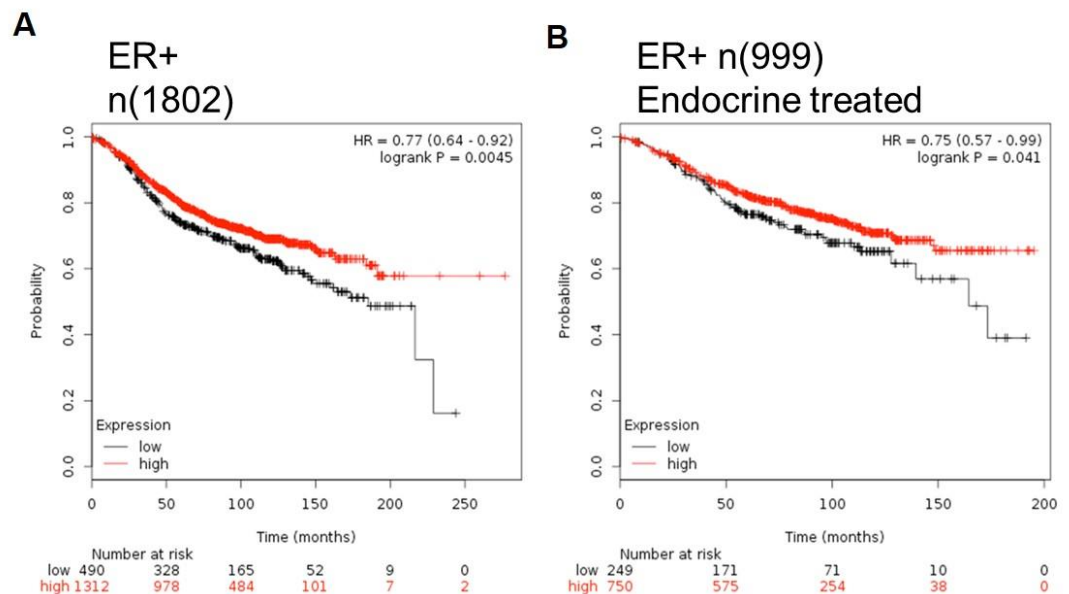 A
ER+
n(1802)
HR = 0.77 (0.64 - 0.92)
logrank P = 0.0045
1.0
0.8
0.6
0.4
0.2
0.0
Probability
Expression
low
high
0 50 100 150 200 250
Time (months)
Number at risk
low 490 328 165 52 9 0
high 1312 978 484 101 7 2
B
ER+ n(999)
Endocrine treated
HR = 0.75 (0.57 - 0.99)
logrank P = 0.041
1.0
0.8
0.6
0.4
0.2
0.0
Probability
Expression
low
high
0 50 100 150 200
Time (months)
Number at risk
low 249 171 71 10 0
high 750 575 254 38 0